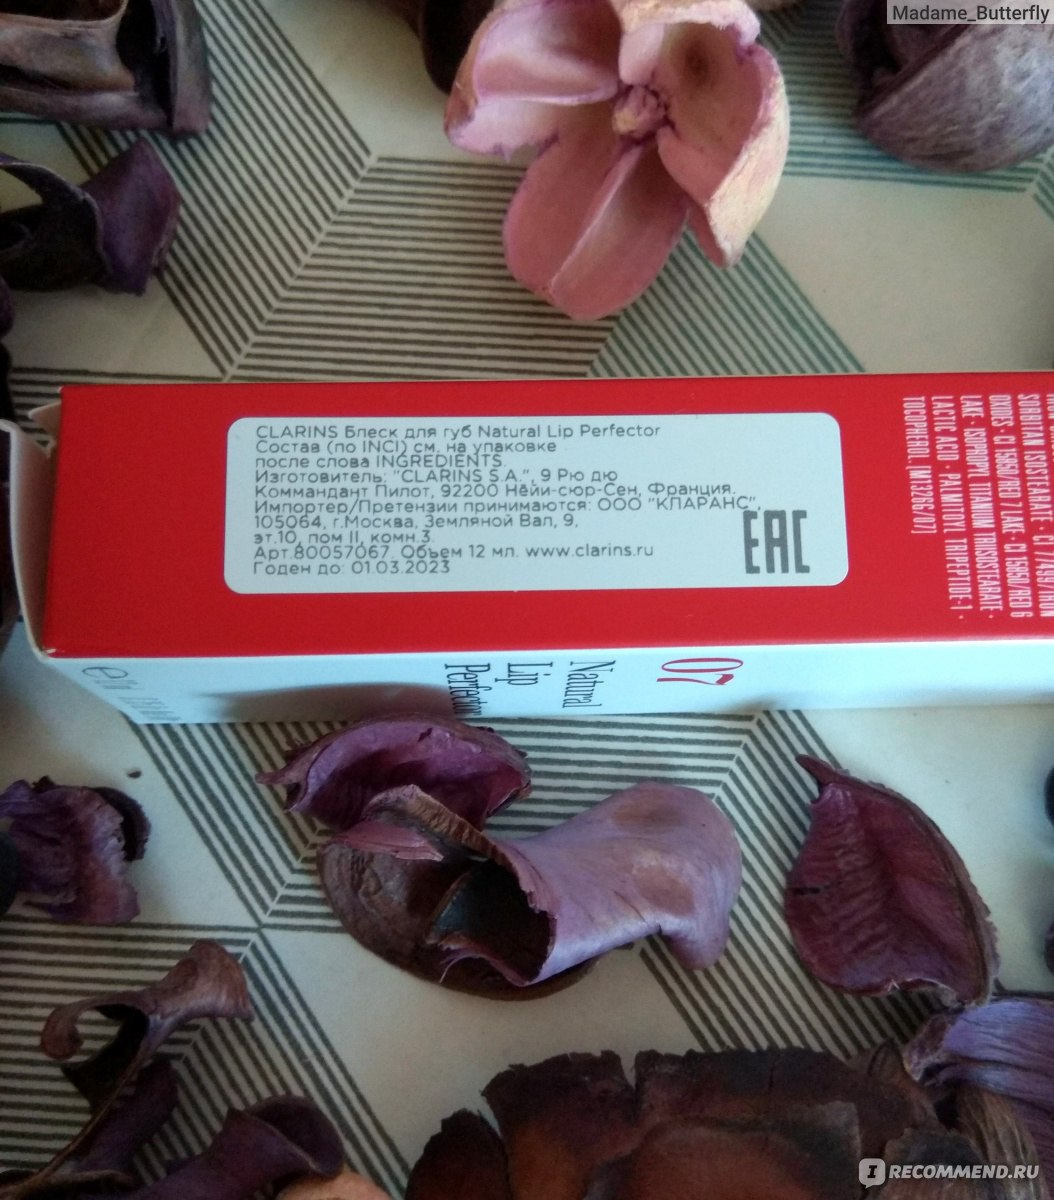 Madame_Butterfly
CLARINS Блеск для губ Natural Lip Perfector
Состав (по INCI) см. на упаковке
после слова INGREDIENTS.
Изготовитель: "CLARINS S.A.", 9 Рю дю
Коммандант Пилот, 92200 Нёйи-сюр-Сен, Франция.
Импортер/Претензии принимаются: ООО "КЛАРАНС",
105064, г.Москва, Земляной Вал, 9,
эт.10, пом II, комн.3.
Арт.80057067. Объем 12 мл. www.clarins.ru
Годен до: 01.03.2023
EAC
SORBITAN ISOSTEARATE · CI 77499/IRON
OXIDES · CI 15850/RED 7 LAKE · CI 15850/RED 6
LAKE · ISOPROPYL TITANIUM TRIISOSTEARATE ·
LACTIC ACID · PALMITOYL TRIPEPTIDE-1 ·
TOCOPHEROL
07
Natural
Lip
Perfector
IRECOMMEND.RU